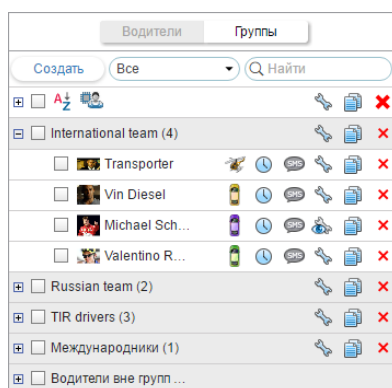 Водители Группы
Создать Все Найти
A Z
International team (4)
Transporter SMS
Vin Diesel SMS
Michael Sch... SMS
Valentino R... SMS
Russian team (2)
TIR drivers (3)
Международники (1)
Водители вне групп ...